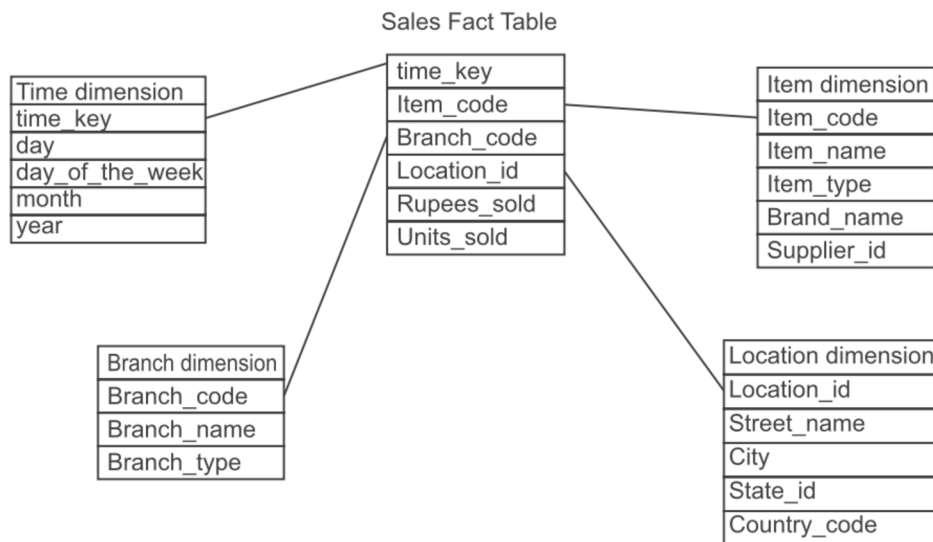 Sales Fact Table
time_key
Item_code
Branch_code
Location_id
Rupees_sold
Units_sold
Time dimension
time_key
day
day_of_the_week
month
year
Item dimension
Item_code
Item_name
Item_type
Brand_name
Supplier_id
Branch dimension
Branch_code
Branch_name
Branch_type
Location dimension
Location_id
Street_name
City
State_id
Country_code